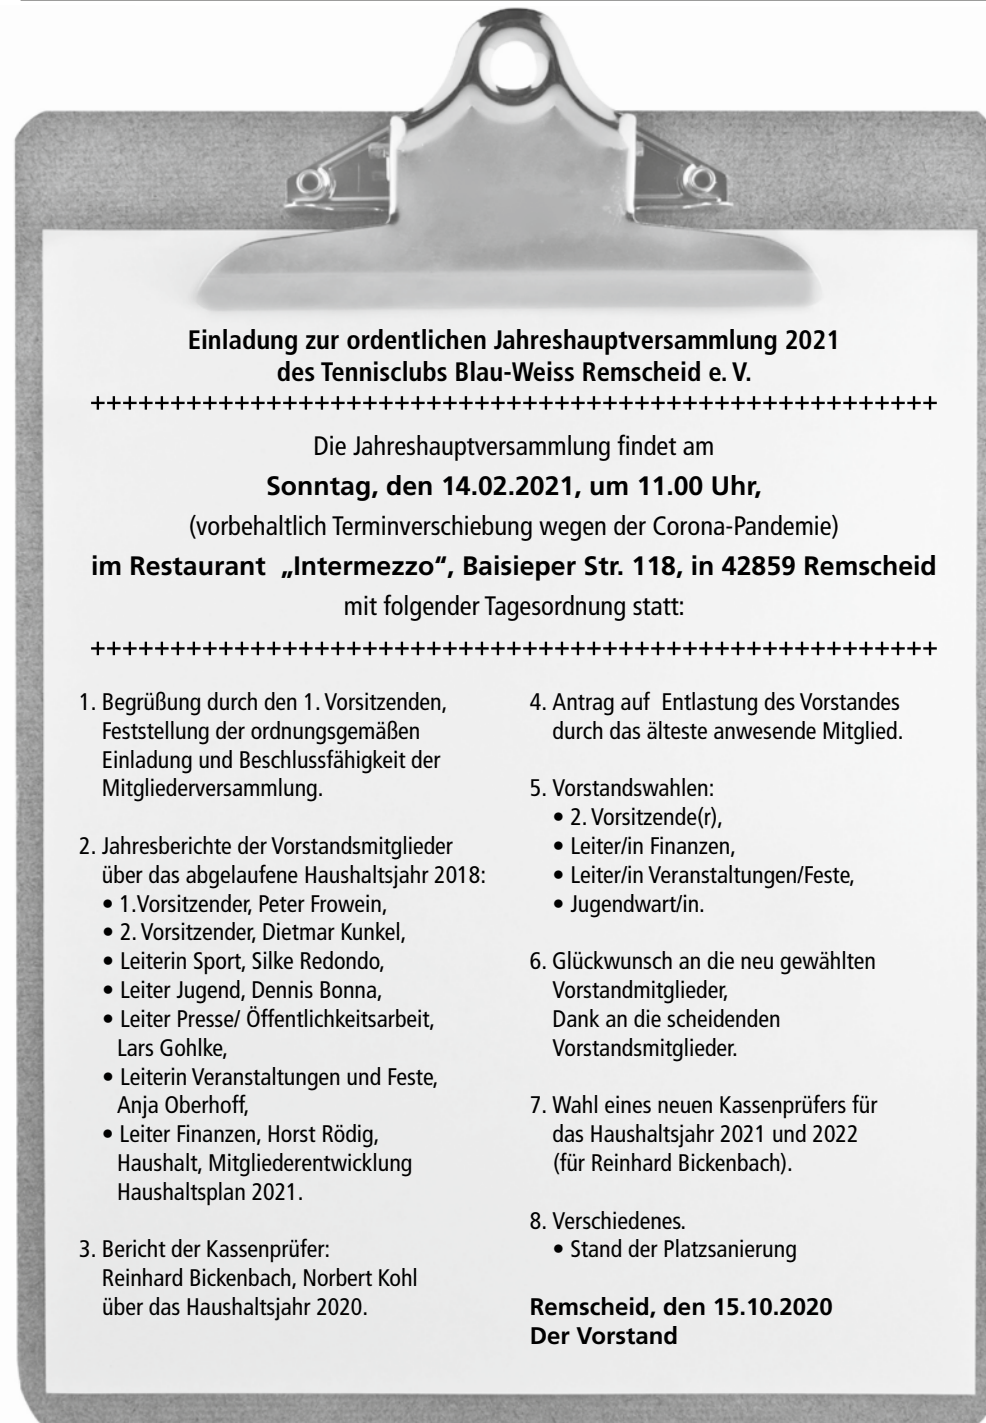 Einladung zur ordentlichen Jahreshauptversammlung 2021
des Tennisclubs Blau-Weiss Remscheid e. V.
+++++++++++++++++++++++++++++++++++++++++++++++++++++
Die Jahreshauptversammlung findet am
Sonntag, den 14.02.2021, um 11.00 Uhr,
(vorbehaltlich Terminverschiebung wegen der Corona-Pandemie)
im Restaurant „Intermezzo“, Baisieper Str. 118, in 42859 Remscheid
mit folgender Tagesordnung statt:
+++++++++++++++++++++++++++++++++++++++++++++++++++++
1. Begrüßung durch den 1. Vorsitzenden,
Feststellung der ordnungsgemäßen
Einladung und Beschlussfähigkeit der
Mitgliederversammlung.
2. Jahresberichte der Vorstandsmitglieder
über das abgelaufene Haushaltsjahr 2018:
• 1.Vorsitzender, Peter Frowein,
• 2. Vorsitzender, Dietmar Kunkel,
• Leiterin Sport, Silke Redondo,
• Leiter Jugend, Dennis Bonna,
• Leiter Presse/ Öffentlichkeitsarbeit,
Lars Gohlke,
• Leiterin Veranstaltungen und Feste,
Anja Oberhoff,
• Leiter Finanzen, Horst Rödig,
Haushalt, Mitgliederentwicklung
Haushaltsplan 2021.
3. Bericht der Kassenprüfer:
Reinhard Bickenbach, Norbert Kohl
über das Haushaltsjahr 2020.
4. Antrag auf Entlastung des Vorstandes
durch das älteste anwesende Mitglied.
5. Vorstandswahlen:
• 2. Vorsitzende(r),
• Leiter/in Finanzen,
• Leiter/in Veranstaltungen/Feste,
• Jugendwart/in.
6. Glückwunsch an die neu gewählten
Vorstandmitglieder,
Dank an die scheidenden
Vorstandsmitglieder.
7. Wahl eines neuen Kassenprüfers für
das Haushaltsjahr 2021 und 2022
(für Reinhard Bickenbach).
8. Verschiedenes.
• Stand der Platzsanierung
Remscheid, den 15.10.2020
Der Vorstand